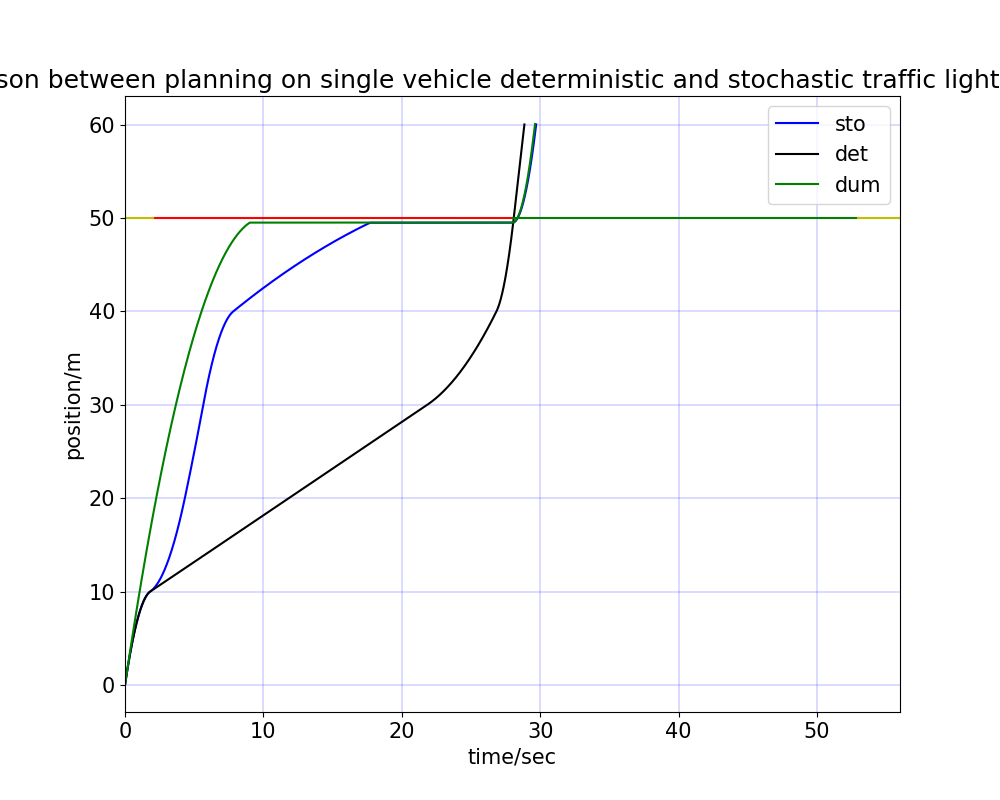 son between planning on single vehicle deterministic and stochastic traffic light
sto
det
dum
60
50
40
30
20
10
0
position/m
0 10 20 30 40 50
time/sec